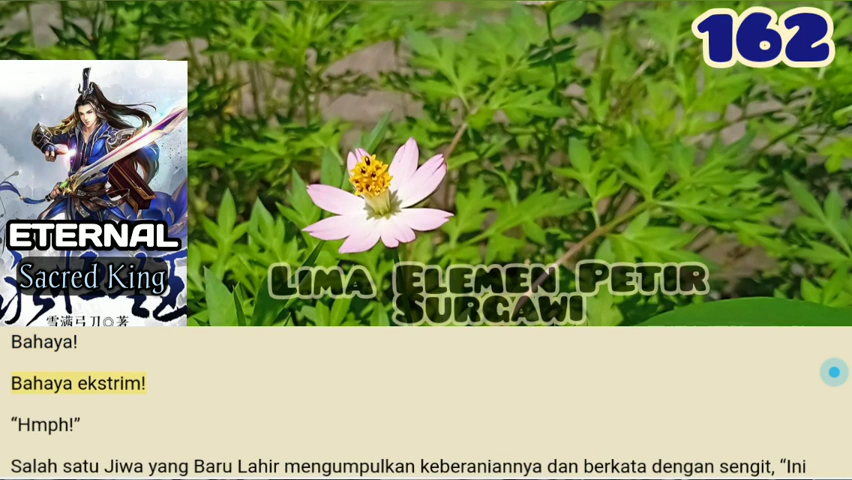 162
ETERNAL
Sacred King
雪满弓刀◎著
LIMA ELEMEN PETIR
SURGAWI
Bahaya!
Bahaya ekstrim!
“Hmph!”
Salah satu Jiwa yang Baru Lahir mengumpulkan keberaniannya dan berkata dengan sengit, “Ini